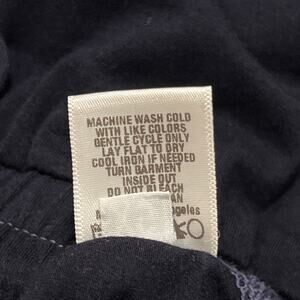 MACHINE WASH COLD
WITH LIKE COLORS
GENTLE CYCLE ONLY
LAY FLAT TO DRY
COOL IRON IF NEEDED
TURN GARMENT
INSIDE OUT
DO NOT BLEACH